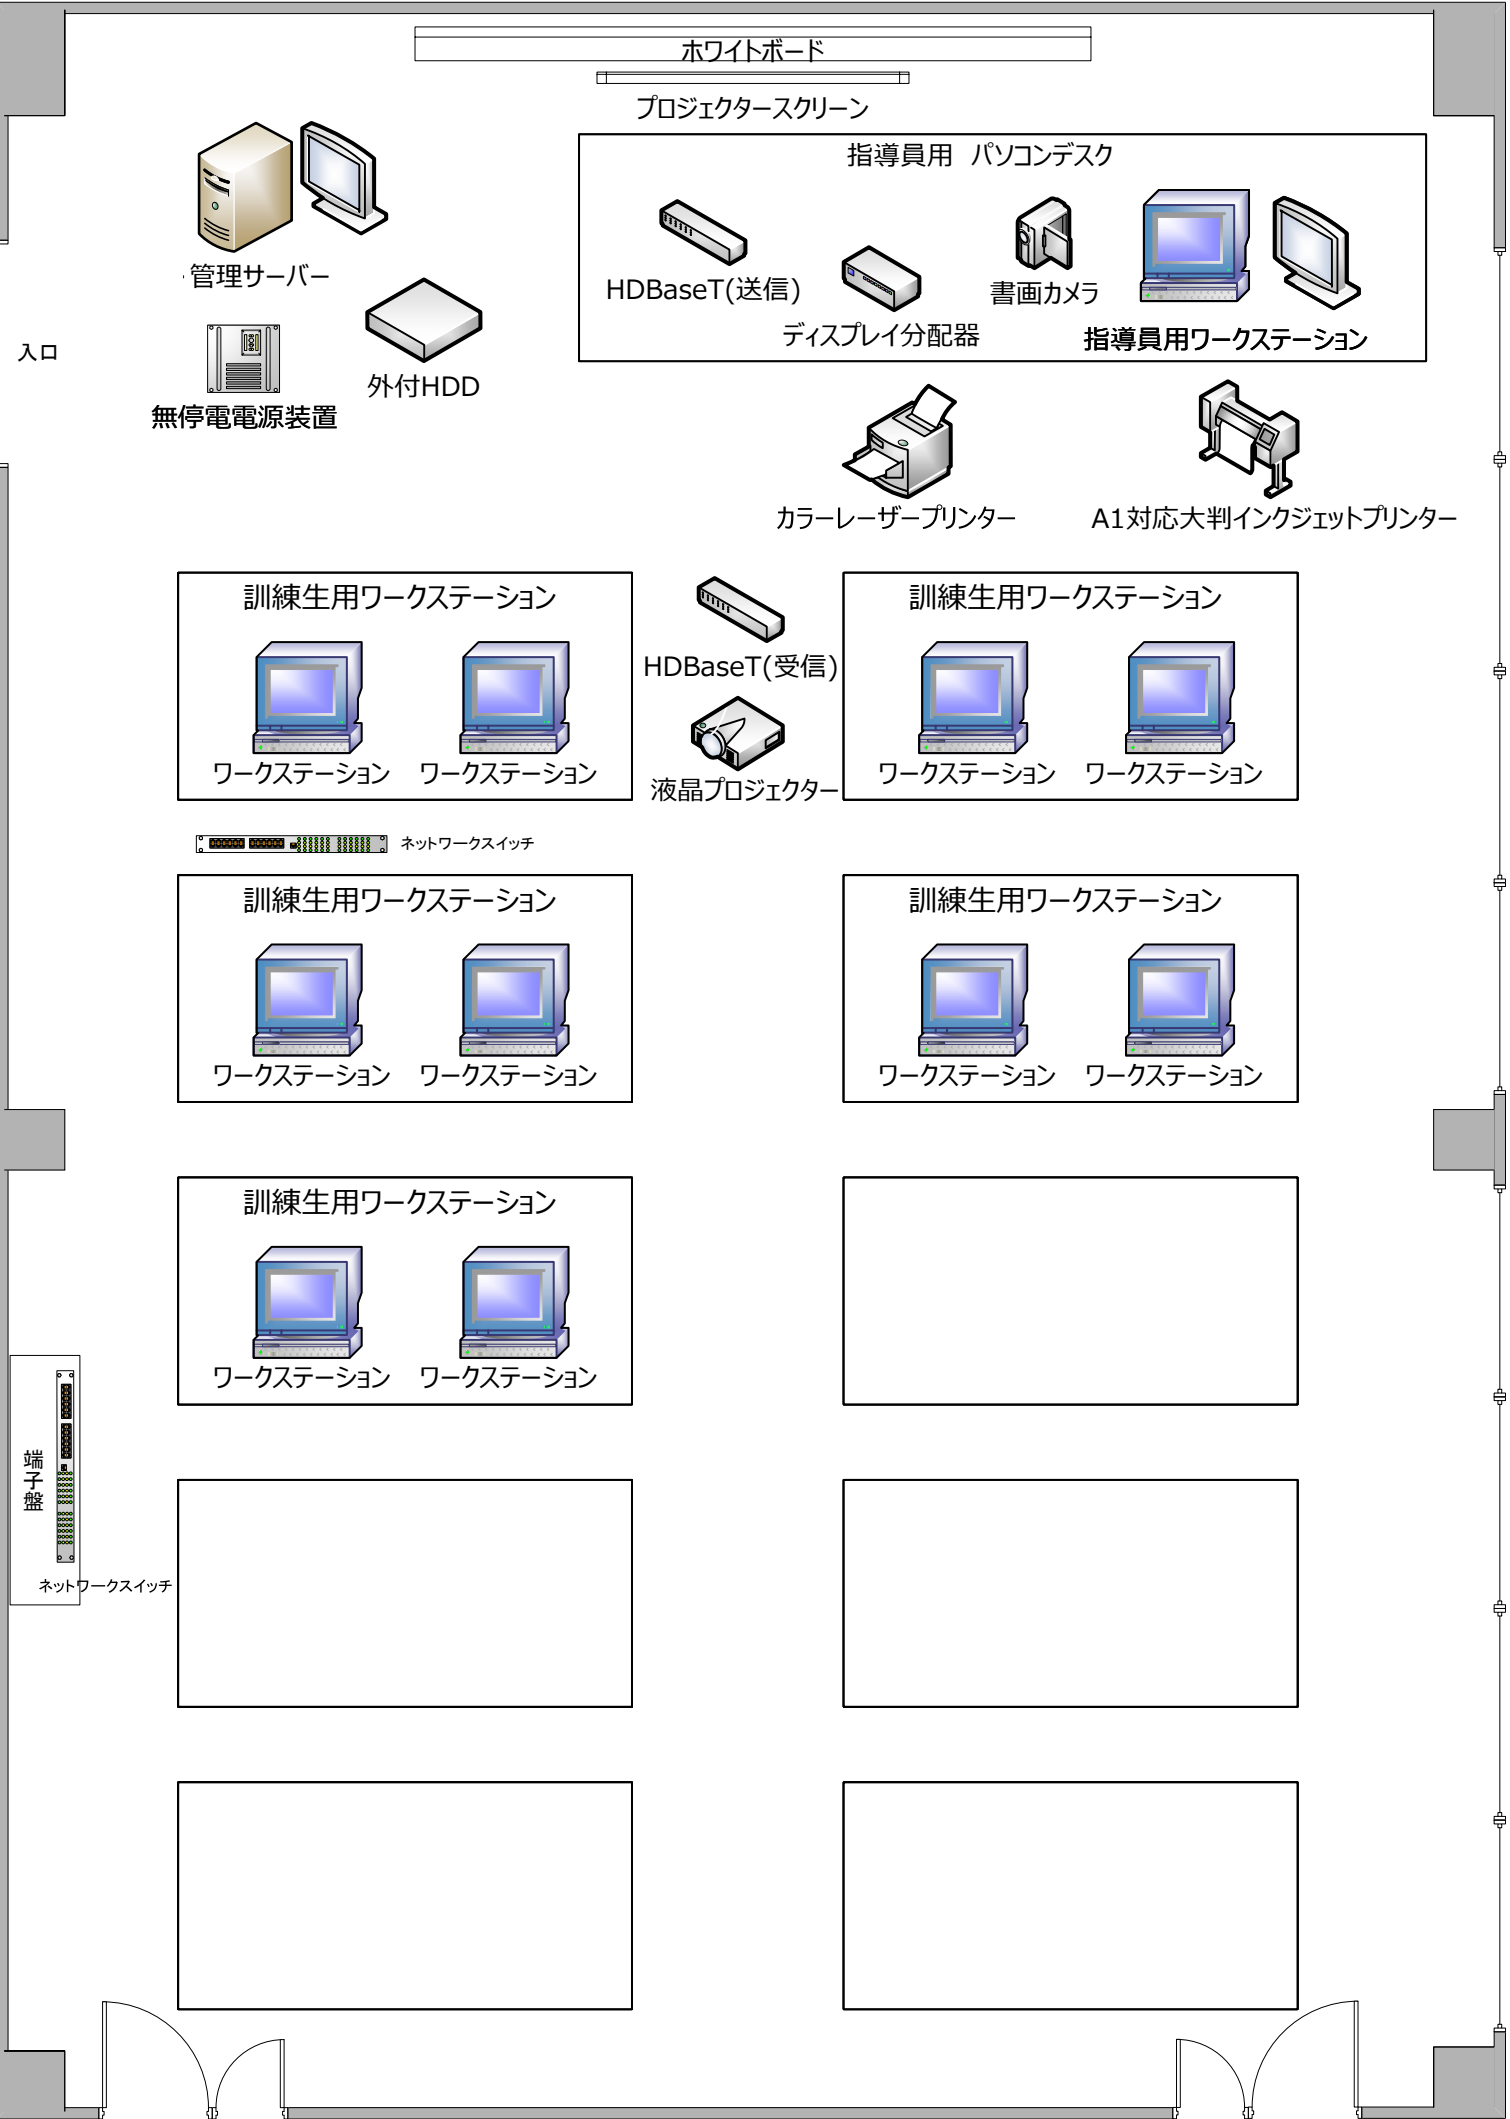 ホワイトボード
プロジェクタースクリーン
指導員用 パソコンデスク
管理サーバー
HDBaseT(送信)
ディスプレイ分配器
書画カメラ
指導員用ワークステーション
入口
無停電電源装置
外付HDD
カラーレーザープリンター
A1対応大判インクジェットプリンター
訓練生用ワークステーション
ワークステーション
ワークステーション
HDBaseT(受信)
液晶プロジェクター
訓練生用ワークステーション
ワークステーション
ワークステーション
ネットワークスイッチ
訓練生用ワークステーション
ワークステーション
ワークステーション
訓練生用ワークステーション
ワークステーション
ワークステーション
訓練生用ワークステーション
ワークステーション
ワークステーション
端子盤
ネットワークスイッチ